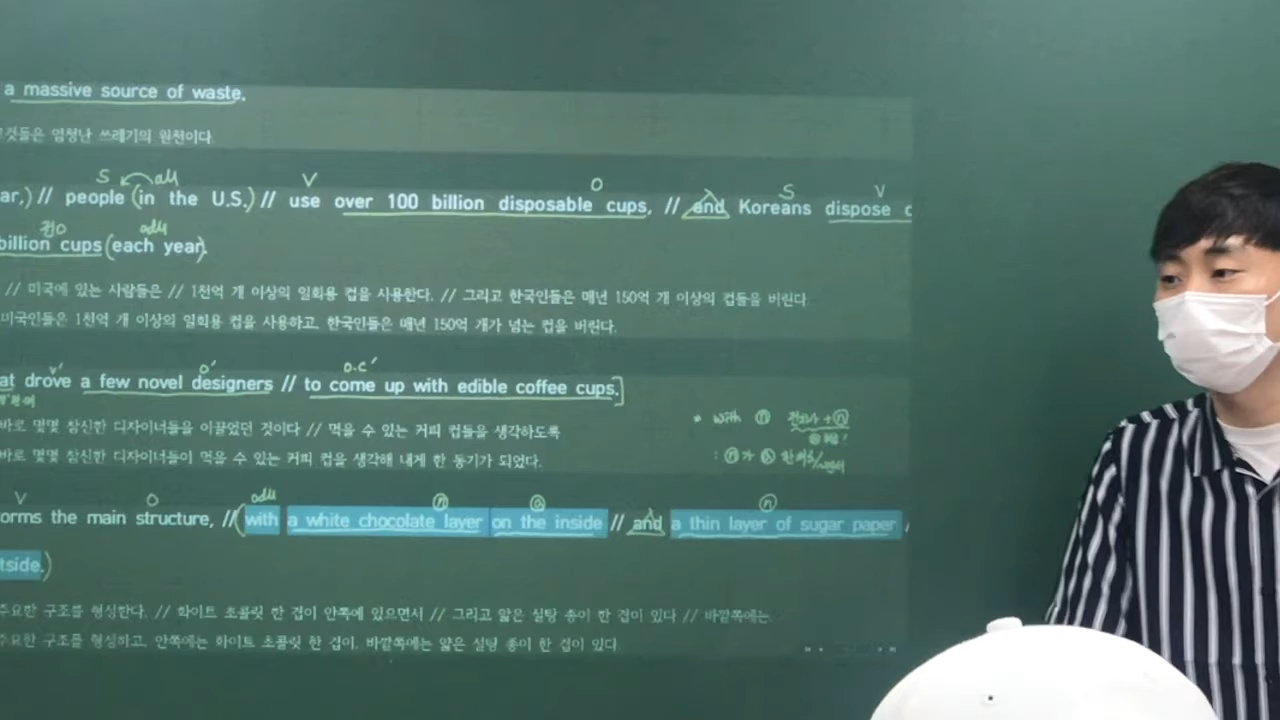 a massive source of waste.
것들은 엄청난 쓰레기의 원천이다.
S adj V O S V
ar,) // people (in the U.S.) // use over 100 billion disposable cups, // and Koreans dispose
전O adv
billion cups (each year).
// 미국에 있는 사람들은 // 1천억 개 이상의 일회용 컵을 사용한다. // 그리고 한국인들은 매년 150억 개 이상의 컵들을 버린다.
미국인들은 1천억 개 이상의 일회용 컵을 사용하고, 한국인들은 매년 150억 개가 넘는 컵을 버린다.
V' O' O.C'
at drove a few novel designers // to come up with edible coffee cups.]
바로 몇몇 참신한 디자이너들을 이끌었던 것이다 // 먹을 수 있는 커피 컵들을 생각하도록
* with ⓝ
바로 몇몇 참신한 디자이너들이 먹을 수 있는 커피 컵을 생각해 내게 한 동기가 되었다.
V O adv ⓝ ⓐ ⓝ
orms the main structure, // (with a white chocolate layer on the inside // and a thin layer of sugar paper ,
tside.)
주요한 구조를 형성한다, // 화이트 초콜릿 한 겹이 안쪽에 있으면서 // 그리고 얇은 설탕 종이 한 겹이 있다 // 바깥쪽에는
주요한 구조를 형성하고, 안쪽에는 화이트 초콜릿 한 겹이, 바깥쪽에는 얇은 설탕 종이 한 겹이 있다.